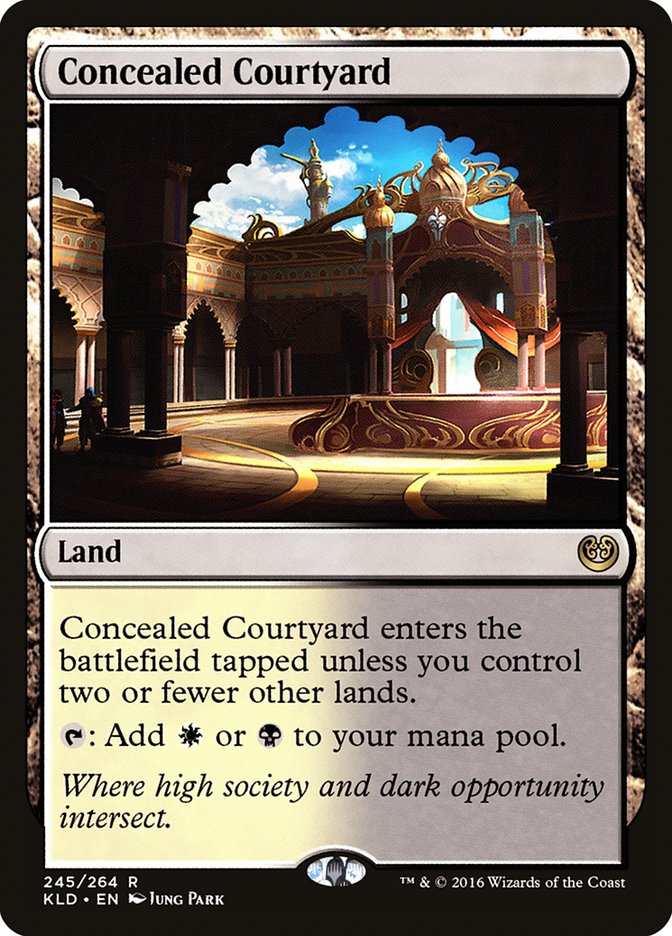 Concealed Courtyard
Land
Concealed Courtyard enters the
battlefield tapped unless you control
two or fewer other lands.
: Add or to your mana pool.
Where high society and dark opportunity
intersect.
245/264 R
KLD • EN Jung Park
™ & © 2016 Wizards of the Coast